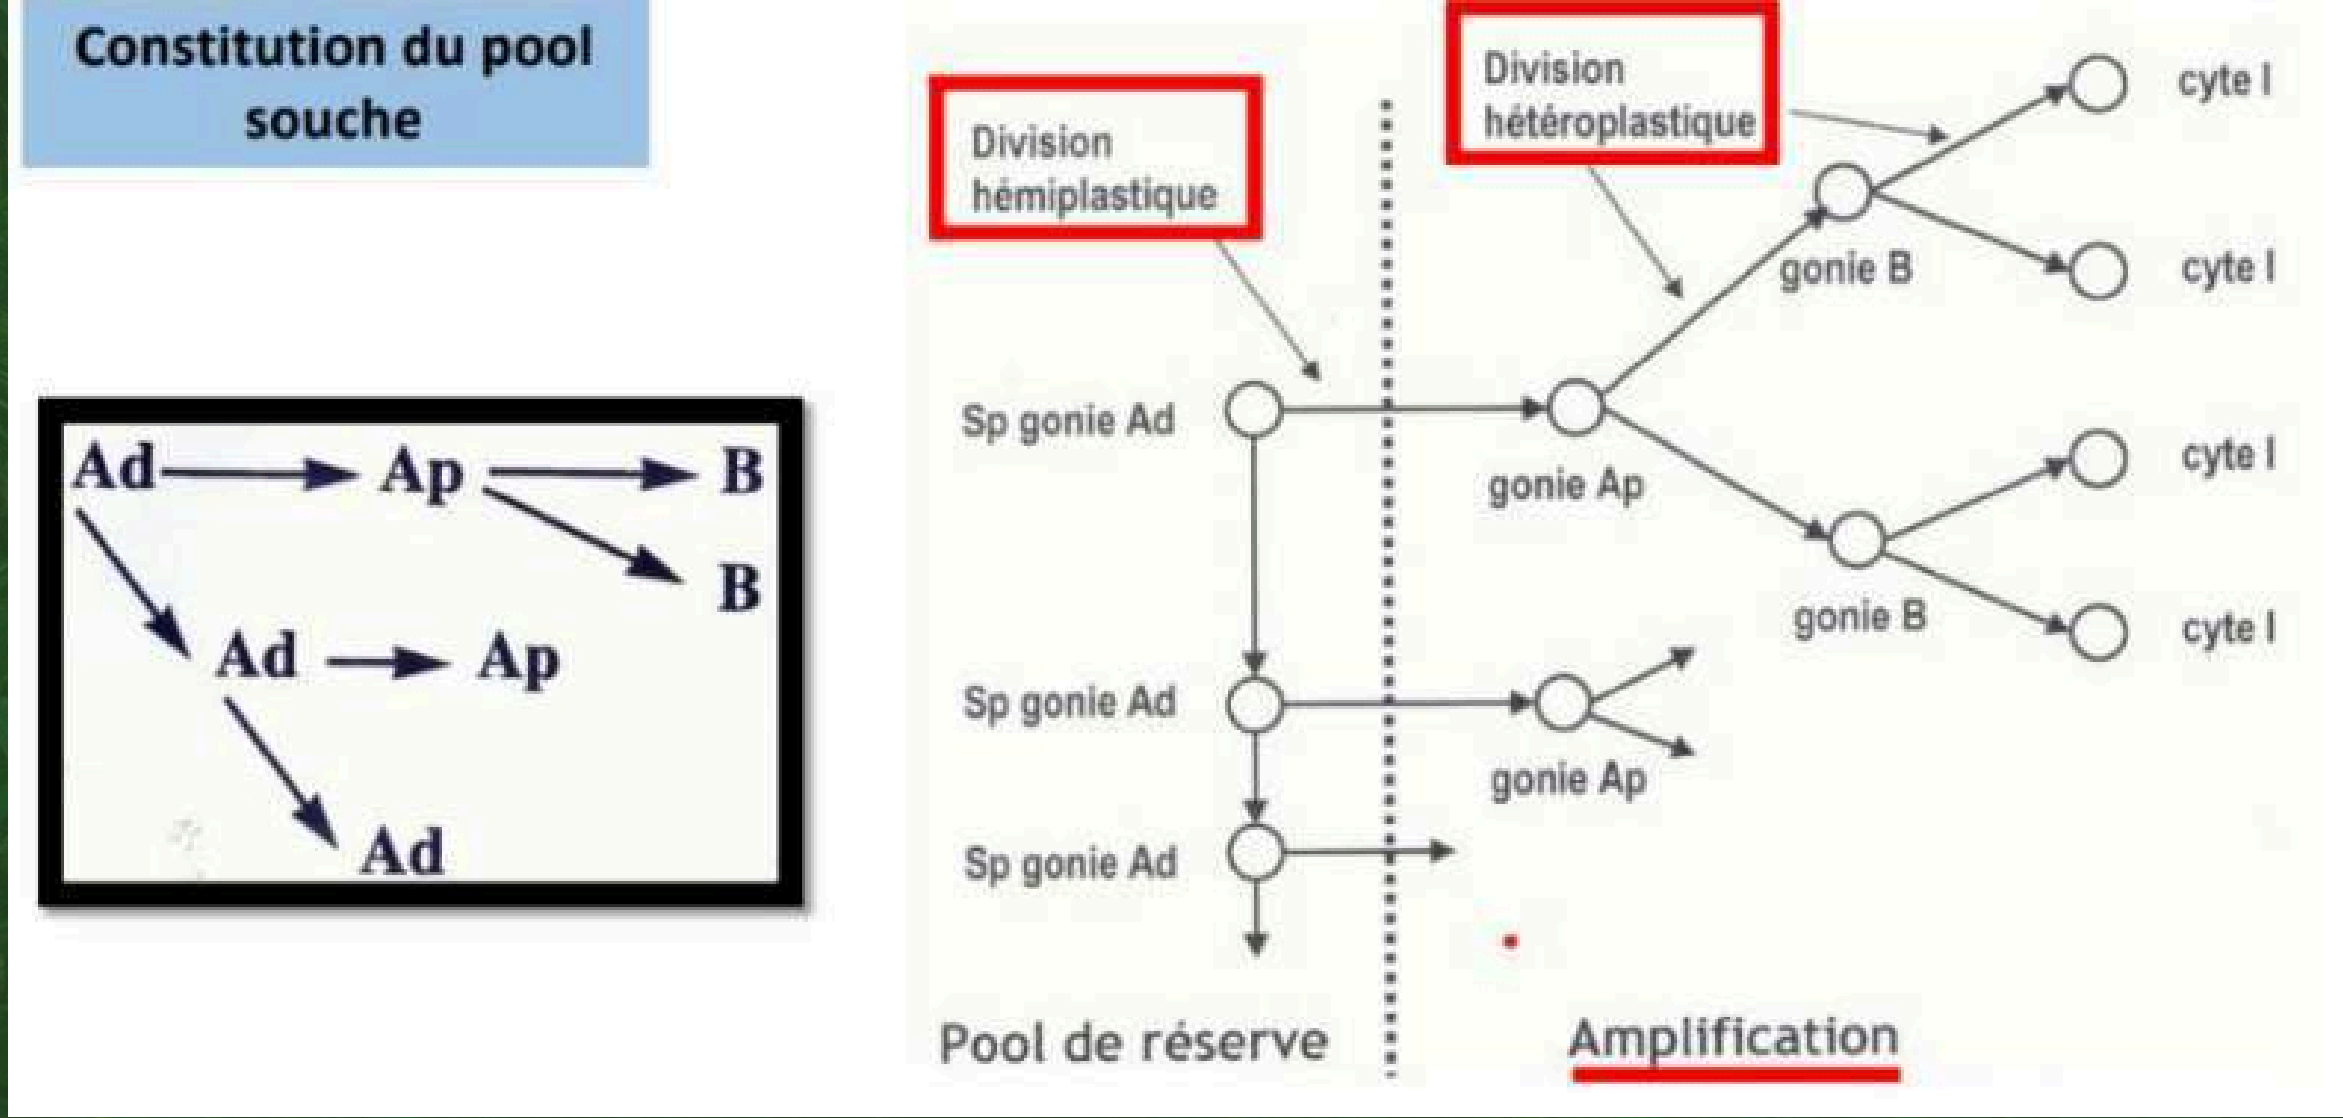 Constitution du pool
souche
Ad Ap B
B
Ad Ap
Ad
Division
hémiplastique
Division
hétéroplastique
cyte I
gonie B
cyte I
Sp gonie Ad
gonie Ap
cyte I
gonie B
cyte I
Sp gonie Ad
gonie Ap
Sp gonie Ad
Pool de réserve
Amplification